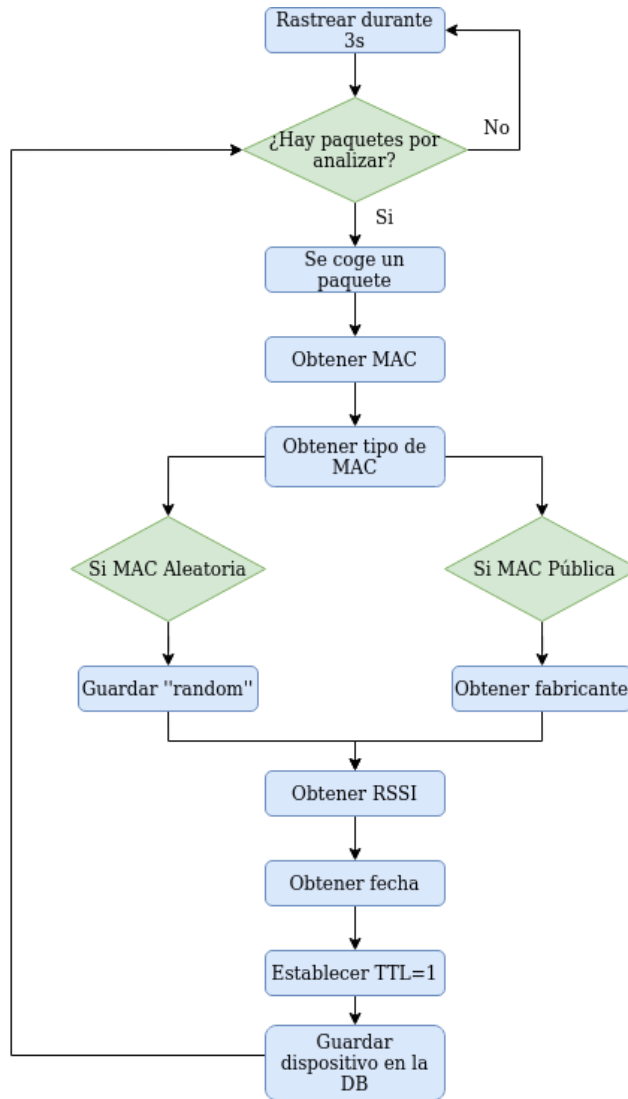 Rastrear durante
3s
¿Hay paquetes por
analizar?
No
Si
Se coge un
paquete
Obtener MAC
Obtener tipo de
MAC
Si MAC Aleatoria
Si MAC Pública
Guardar "random"
Obtener fabricante
Obtener RSSI
Obtener fecha
Establecer TTL=1
Guardar
dispositivo en la
DB